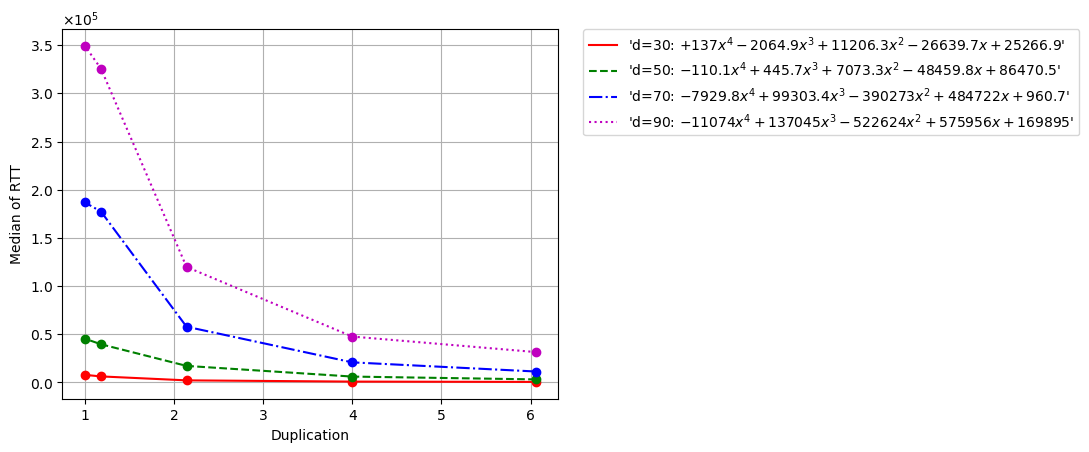 ×10⁵
3.5
3.0
2.5
2.0
1.5
1.0
0.5
0.0
Median of RTT
1 2 3 4 5 6
Duplication
'd=30: +137x⁴ − 2064.9x³ + 11206.3x² − 26639.7x + 25266.9'
'd=50: −110.1x⁴ + 445.7x³ + 7073.3x² − 48459.8x + 86470.5'
'd=70: −7929.8x⁴ + 99303.4x³ − 390273x² + 484722x + 960.7'
'd=90: −11074x⁴ + 137045x³ − 522624x² + 575956x + 169895'